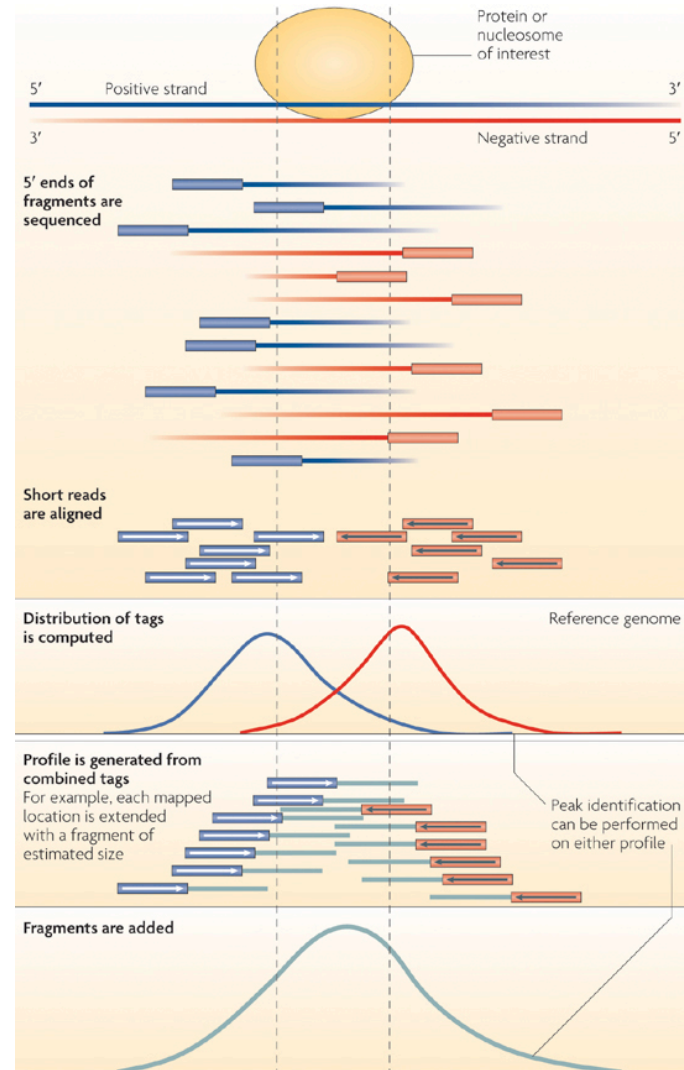 Protein or
nucleosome
of interest
5′
Positive strand
3′
3′
Negative strand
5′
5′ ends of
fragments are
sequenced
Short reads
are aligned
Distribution of tags
is computed
Reference genome
Profile is generated from
combined tags
For example, each mapped
location is extended
with a fragment of
estimated size
Peak identification
can be performed
on either profile
Fragments are added